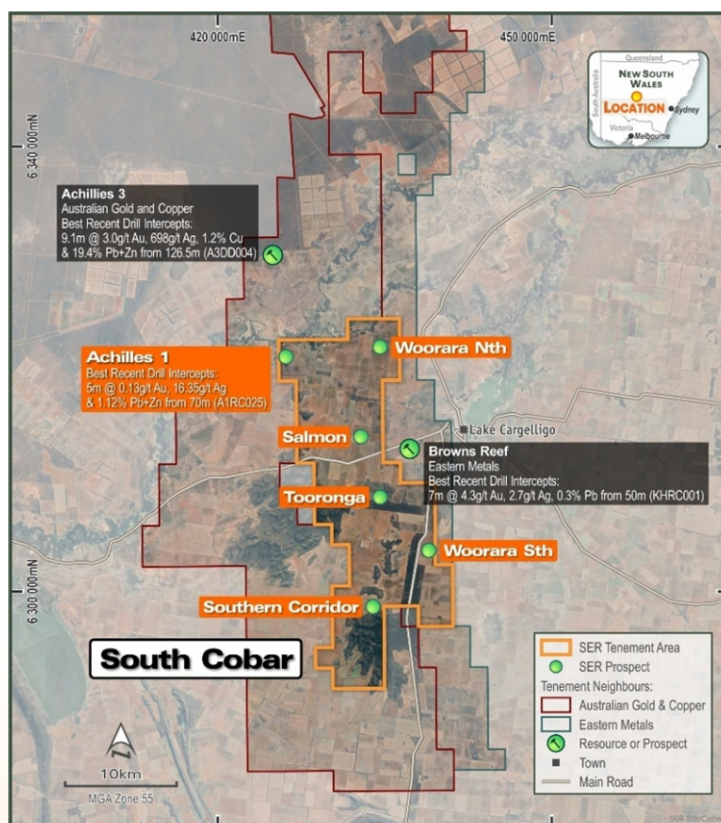 420 000mE
450 000mE
Queensland
South Australia
NEW SOUTH
WALES
LOCATION
Sydney
Victoria
Melbourne
6 340 000mN
Achillies 3
Australian Gold and Copper
Best Recent Drill Intercepts:
9.1m @ 3.0g/t Au, 698g/t Ag, 1.2% Cu
& 19.4% Pb+Zn from 126.5m (A3DD004)
Woorara Nth
Achilles 1
Best Recent Drill Intercepts:
5m @ 0.13g/t Au, 16.35g/t Ag
& 1.12% Pb+Zn from 70m (A1RC025)
Lake Cargelligo
Salmon
Browns Reef
Eastern Metals
Best Recent Drill Intercepts:
7m @ 4.3g/t Au, 2.7g/t Ag, 0.3% Pb from 50m (KHRC001)
Tooronga
Woorara Sth
6 300 000mN
Southern Corridor
South Cobar
SER Tenement Area
SER Prospect
Tenement Neighbours:
Australian Gold & Copper
Eastern Metals
Resource or Prospect
Town
Main Road
N
10km
MGA Zone 55